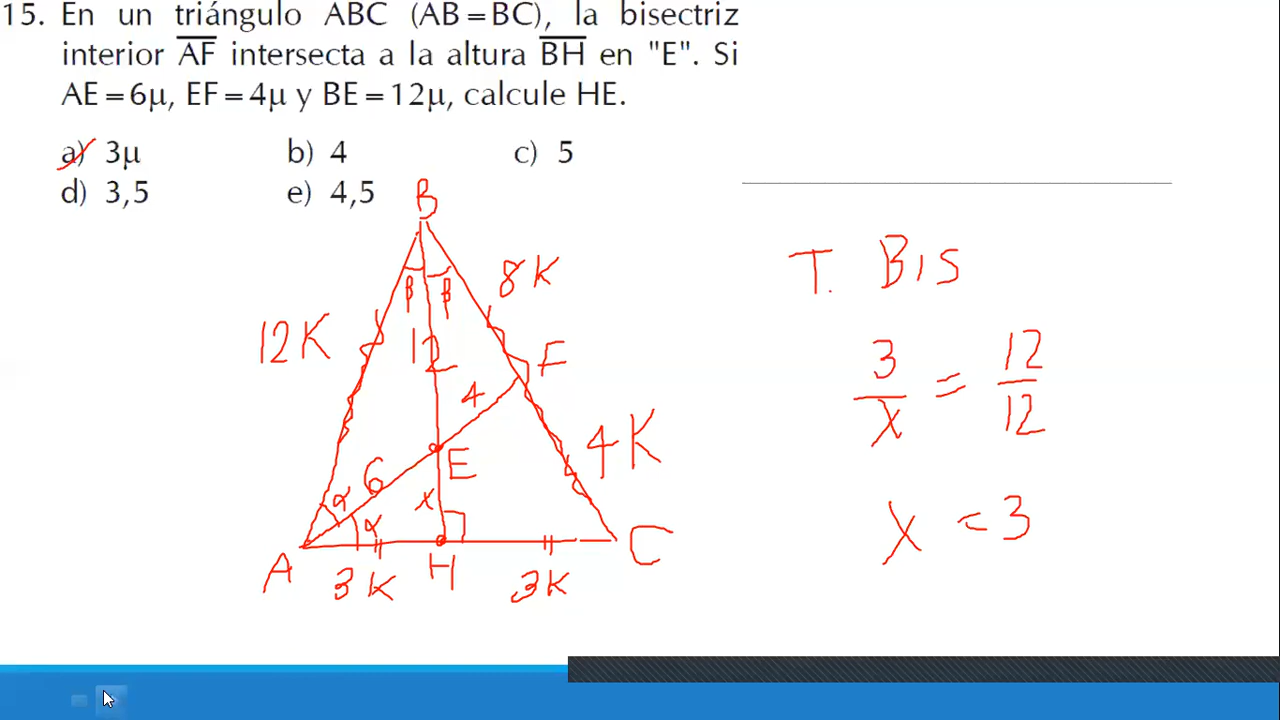 15. En un triángulo ABC (AB=BC), la bisectriz
interior AF intersecta a la altura BH en "E". Si
AE=6μ, EF=4μ y BE=12μ, calcule HE.
a) 3μ b) 4 c) 5
d) 3,5 e) 4,5
B
β β
8K
12K
12
F
4
4K
E
6
α
x
α
A
H
C
3K
3K
T. BIS
3/x = 12/12
x = 3